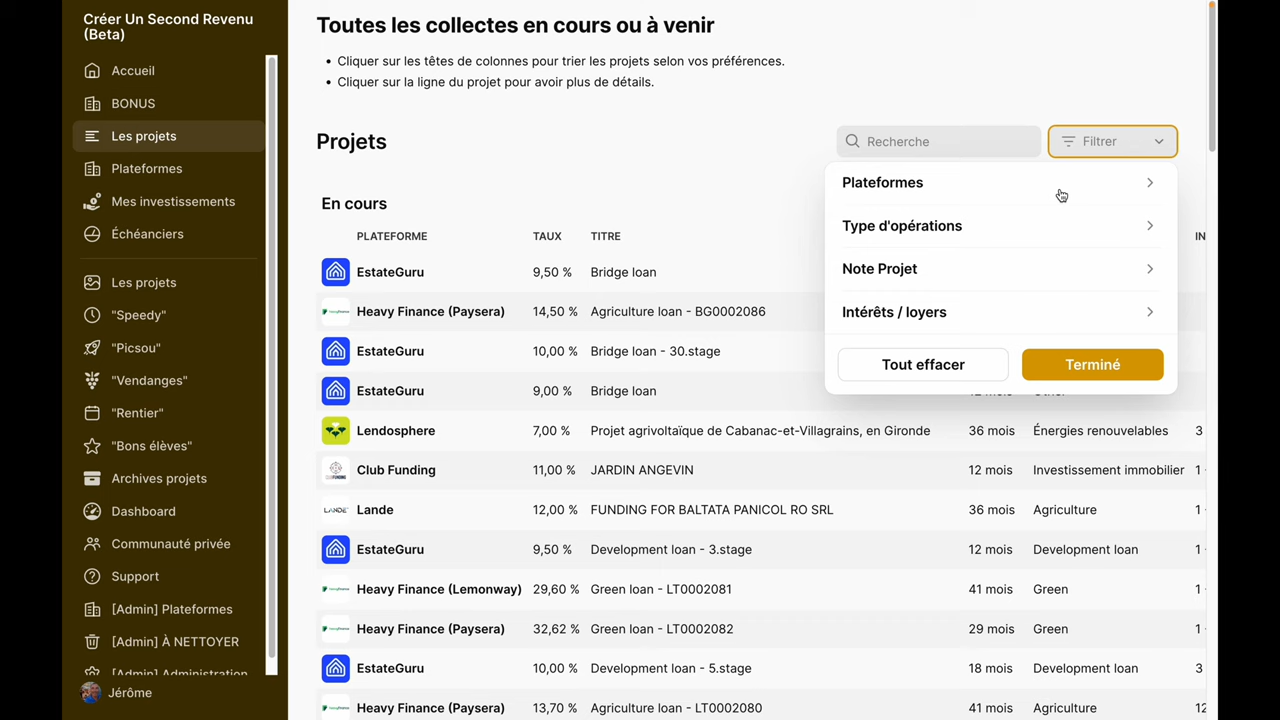 Créer Un Second Revenu
(Beta)
Accueil
BONUS
Les projets
Plateformes
Mes investissements
Échéanciers
Les projets
"Speedy"
"Picsou"
"Vendanges"
"Rentier"
"Bons élèves"
Archives projets
Dashboard
Communauté privée
Support
[Admin] Plateformes
[Admin] À NETTOYER
[Admin] Administration
Jérôme
Toutes les collectes en cours ou à venir
• Cliquer sur les têtes de colonnes pour trier les projets selon vos préférences.
• Cliquer sur la ligne du projet pour avoir plus de détails.
Projets
Recherche
Filtrer
Plateformes
Type d'opérations
Note Projet
Intérêts / loyers
Tout effacer
Terminé
En cours
PLATEFORME TAUX TITRE IN
EstateGuru 9,50 % Bridge loan
Heavy Finance (Paysera) 14,50 % Agriculture loan - BG0002086
EstateGuru 10,00 % Bridge loan - 30.stage
EstateGuru 9,00 % Bridge loan
Lendosphere 7,00 % Projet agrivoltaïque de Cabanac-et-Villagrains, en Gironde 36 mois Énergies renouvelables 3
Club Funding 11,00 % JARDIN ANGEVIN 12 mois Investissement immobilier 1
Lande 12,00 % FUNDING FOR BALTATA PANICOL RO SRL 36 mois Agriculture 1
EstateGuru 9,50 % Development loan - 3.stage 12 mois Development loan 1
Heavy Finance (Lemonway) 29,60 % Green loan - LT0002081 41 mois Green 1
Heavy Finance (Paysera) 32,62 % Green loan - LT0002082 29 mois Green 1
EstateGuru 10,00 % Development loan - 5.stage 18 mois Development loan 3
Heavy Finance (Paysera) 13,70 % Agriculture loan - LT0002080 41 mois Agriculture 12